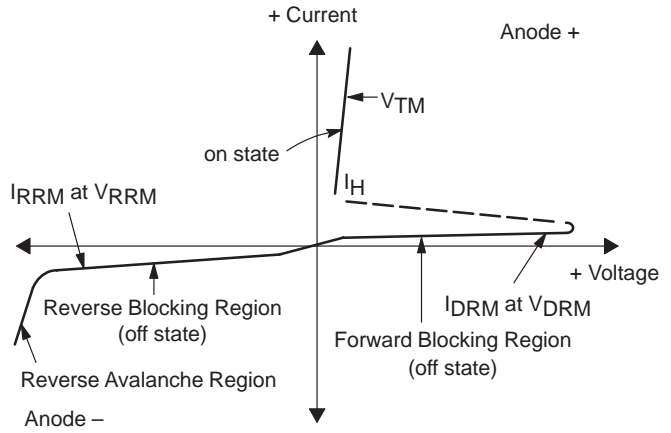 + Current
Anode +
VTM
on state
IH
IRRM at VRRM
+ Voltage
IDRM at VDRM
Reverse Blocking Region
(off state)
Forward Blocking Region
(off state)
Reverse Avalanche Region
Anode –